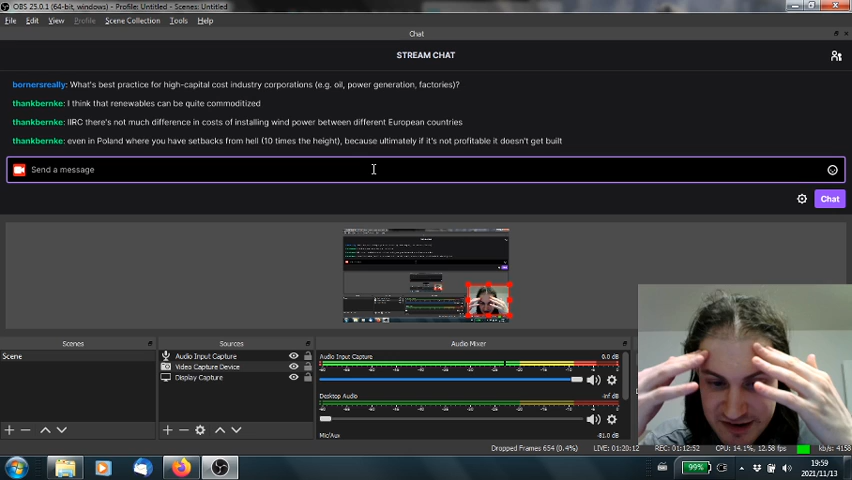 OBS 25.0.1 (64-bit, windows) - Profile: Untitled - Scenes: Untitled
File Edit View Profile Scene Collection Tools Help
Chat
STREAM CHAT
bornersreally: What's best practice for high-capital cost industry corporations (e.g. oil, power generation, factories)?
thankbernke: I think that renewables can be quite commoditized
thankbernke: IIRC there's not much difference in costs of installing wind power between different European countries
thankbernke: even in Poland where you have setbacks from hell (10 times the height), because ultimately if it's not profitable it doesn't get built
Send a message
Chat
Scenes Sources Audio Mixer
Scene
Audio Input Capture
Video Capture Device
Display Capture
Audio Input Capture 0.0 dB
Desktop Audio -inf dB
Mic/Aux -81.0 dB
Dropped Frames 654 (0.4%) LIVE: 01:20:12 REC: 01:12:52 CPU: 14.1%, 12.58 fps kb/s: 4158
99%
19:59
2021/11/13